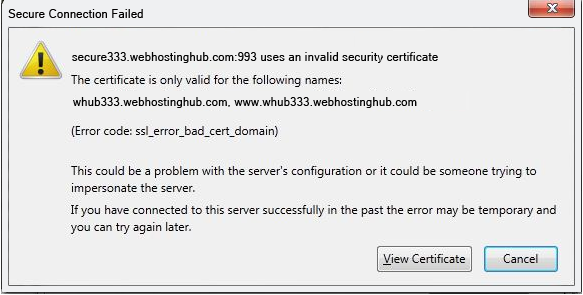 Secure Connection Failed
secure333.webhostinghub.com:993 uses an invalid security certificate
The certificate is only valid for the following names:
whub333.webhostinghub.com, www.whub333.webhostinghub.com
(Error code: ssl_error_bad_cert_domain)
This could be a problem with the server's configuration or it could be someone trying to
impersonate the server.
If you have connected to this server successfully in the past the error may be temporary and
you can try again later.
View Certificate
Cancel